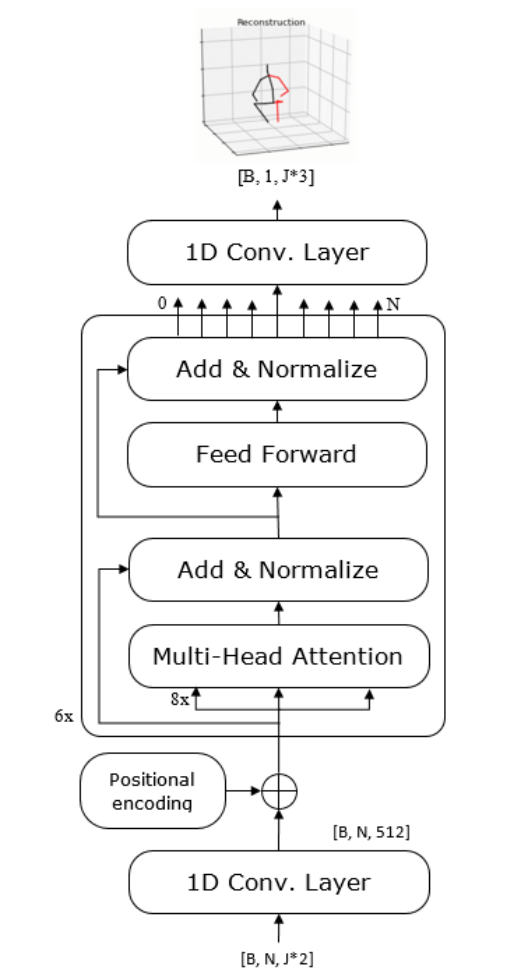 Reconstruction
[B, 1, J*3]
1D Conv. Layer
0
N
Add & Normalize
Feed Forward
Add & Normalize
Multi-Head Attention
8x
6x
Positional
encoding
[B, N, 512]
1D Conv. Layer
[B, N, J*2]